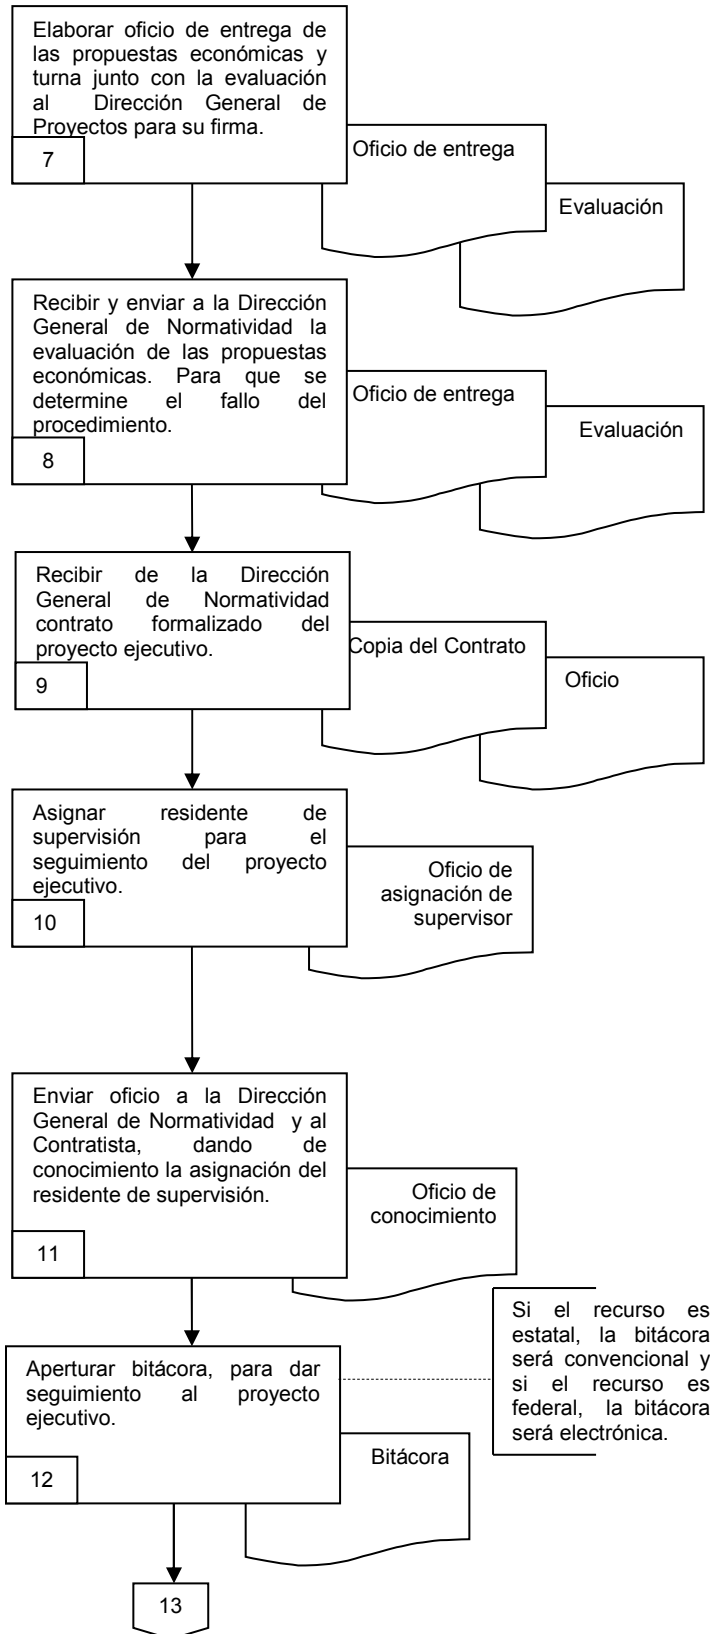 Elaborar oficio de entrega de
las propuestas económicas y
turna junto con la evaluación
al Dirección General de
Proyectos para su firma.
7
Oficio de entrega
Evaluación
Recibir y enviar a la Dirección
General de Normatividad la
evaluación de las propuestas
económicas. Para que se
determine el fallo del
procedimiento.
8
Oficio de entrega
Evaluación
Recibir de la Dirección
General de Normatividad
contrato formalizado del
proyecto ejecutivo.
9
Copia del Contrato
Oficio
Asignar residente de
supervisión para el
seguimiento del proyecto
ejecutivo.
10
Oficio de
asignación de
supervisor
Enviar oficio a la Dirección
General de Normatividad y al
Contratista, dando de
conocimiento la asignación del
residente de supervisión.
11
Oficio de
conocimiento
Aperturar bitácora, para dar
seguimiento al proyecto
ejecutivo.
12
Si el recurso es
estatal, la bitácora
será convencional y
si el recurso es
federal, la bitácora
será electrónica.
Bitácora
13